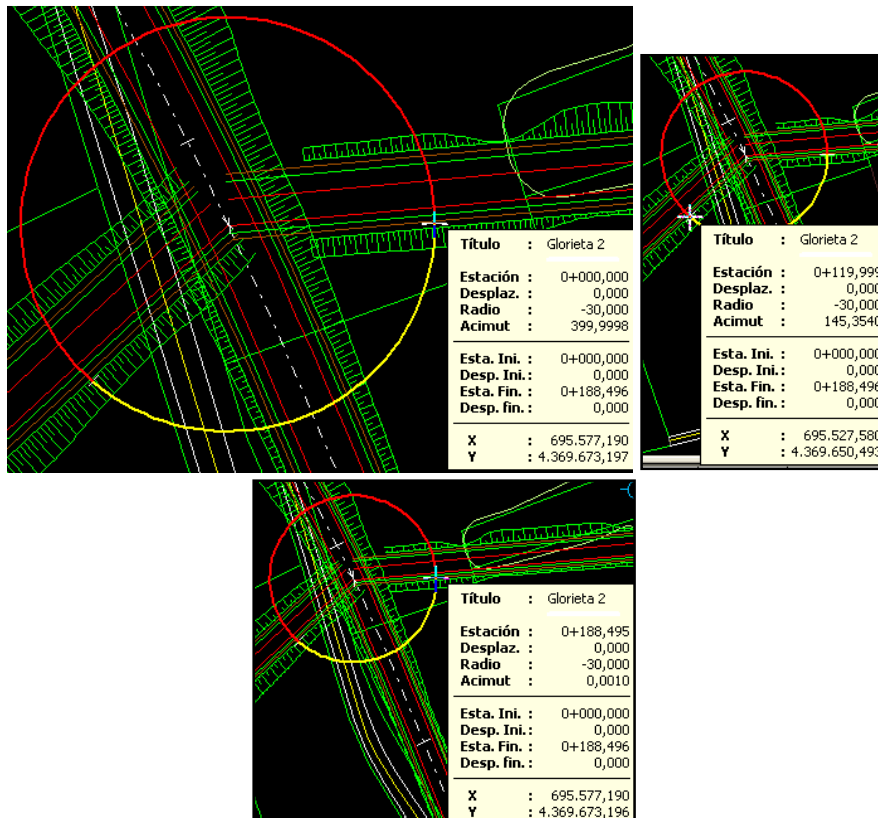 Título : Glorieta 2
Estación : 0+000,000
Desplaz. : 0,000
Radio : -30,000
Acimut : 399,9998
Esta. Ini. : 0+000,000
Desp. Ini. : 0,000
Esta. Fin. : 0+188,496
Desp. fin. : 0,000
X : 695.577,190
Y : 4.369.673,197
Título : Glorieta 2
Estación : 0+119,999
Desplaz. : 0,000
Radio : -30,000
Acimut : 145,3540
Esta. Ini. : 0+000,000
Desp. Ini. : 0,000
Esta. Fin. : 0+188,496
Desp. fin. : 0,000
X : 695.527,580
Y : 4.369.650,493
Título : Glorieta 2
Estación : 0+188,495
Desplaz. : 0,000
Radio : -30,000
Acimut : 0,0010
Esta. Ini. : 0+000,000
Desp. Ini. : 0,000
Esta. Fin. : 0+188,496
Desp. fin. : 0,000
X : 695.577,190
Y : 4.369.673,196